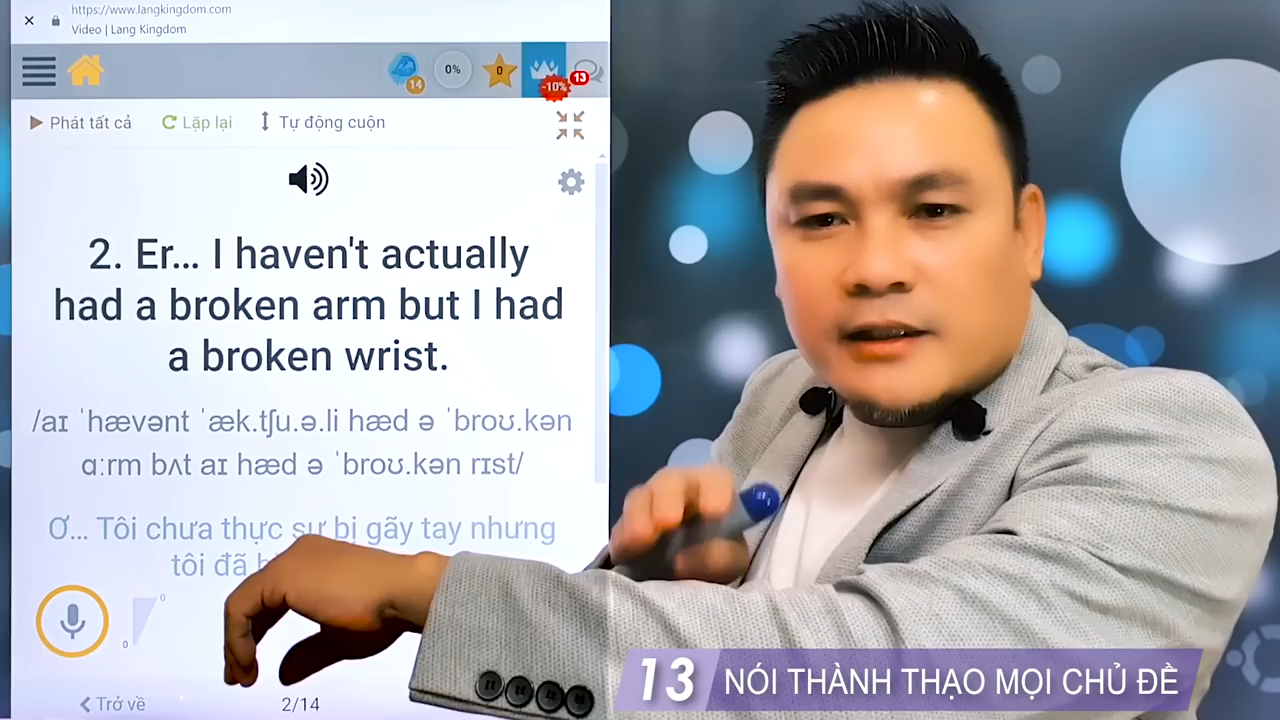 https://www.langkingdom.com
Video | Lang Kingdom
14
0%
0
-10%
13
Phát tất cả
Lặp lại
Tự động cuộn
2. Er... I haven't actually
had a broken arm but I had
a broken wrist.
/aɪ ˈhævənt ˈæk.tʃu.ə.li hæd ə ˈbroʊ.kən
ɑːrm bʌt aɪ hæd ə ˈbroʊ.kən rɪst/
Ơ... Tôi chưa thực sự bị gãy tay nhưng
tôi đã
0
0
Trở về
2/14
13 NÓI THÀNH THẠO MỌI CHỦ ĐỀ